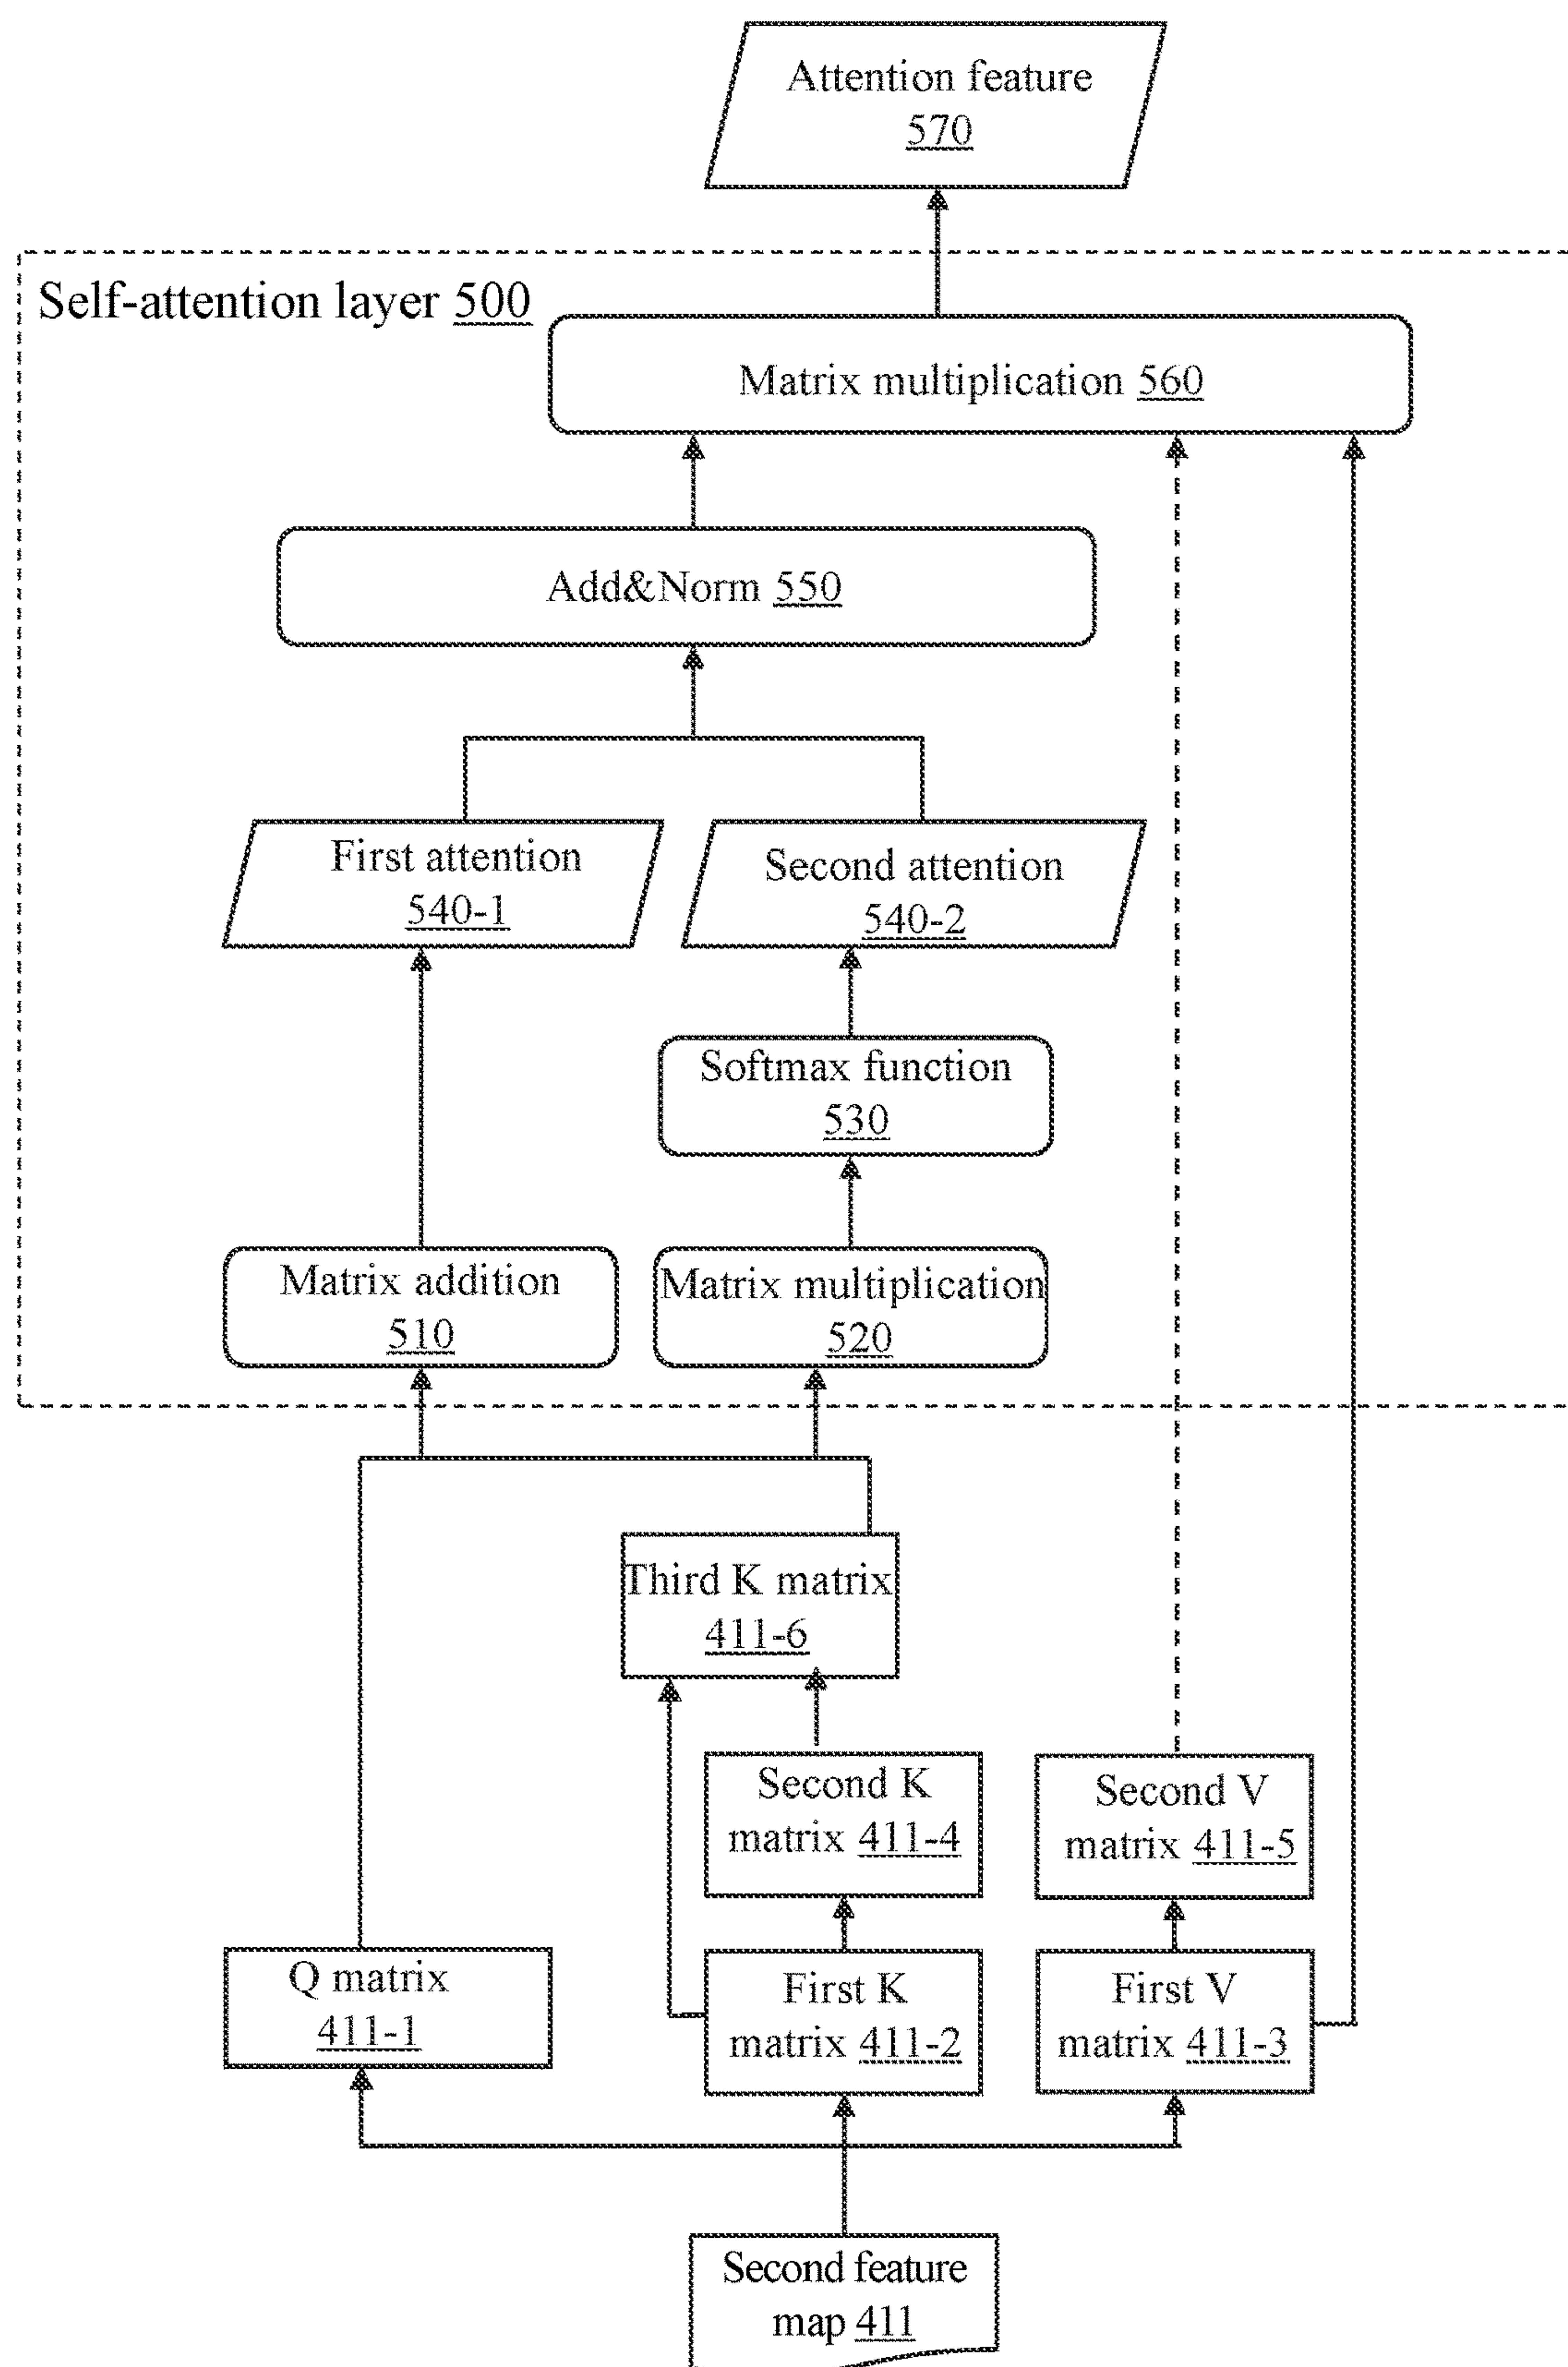 Attention feature
570
Self-attention layer 500
Matrix multiplication 560
Add&Norm 550
First attention
540-1
Second attention
540-2
Softmax function
530
Matrix addition
510
Matrix multiplication
520
Third K matrix
411-6
Second K
matrix 411-4
Second V
matrix 411-5
Q matrix
411-1
First K
matrix 411-2
First V
matrix 411-3
Second feature
map 411